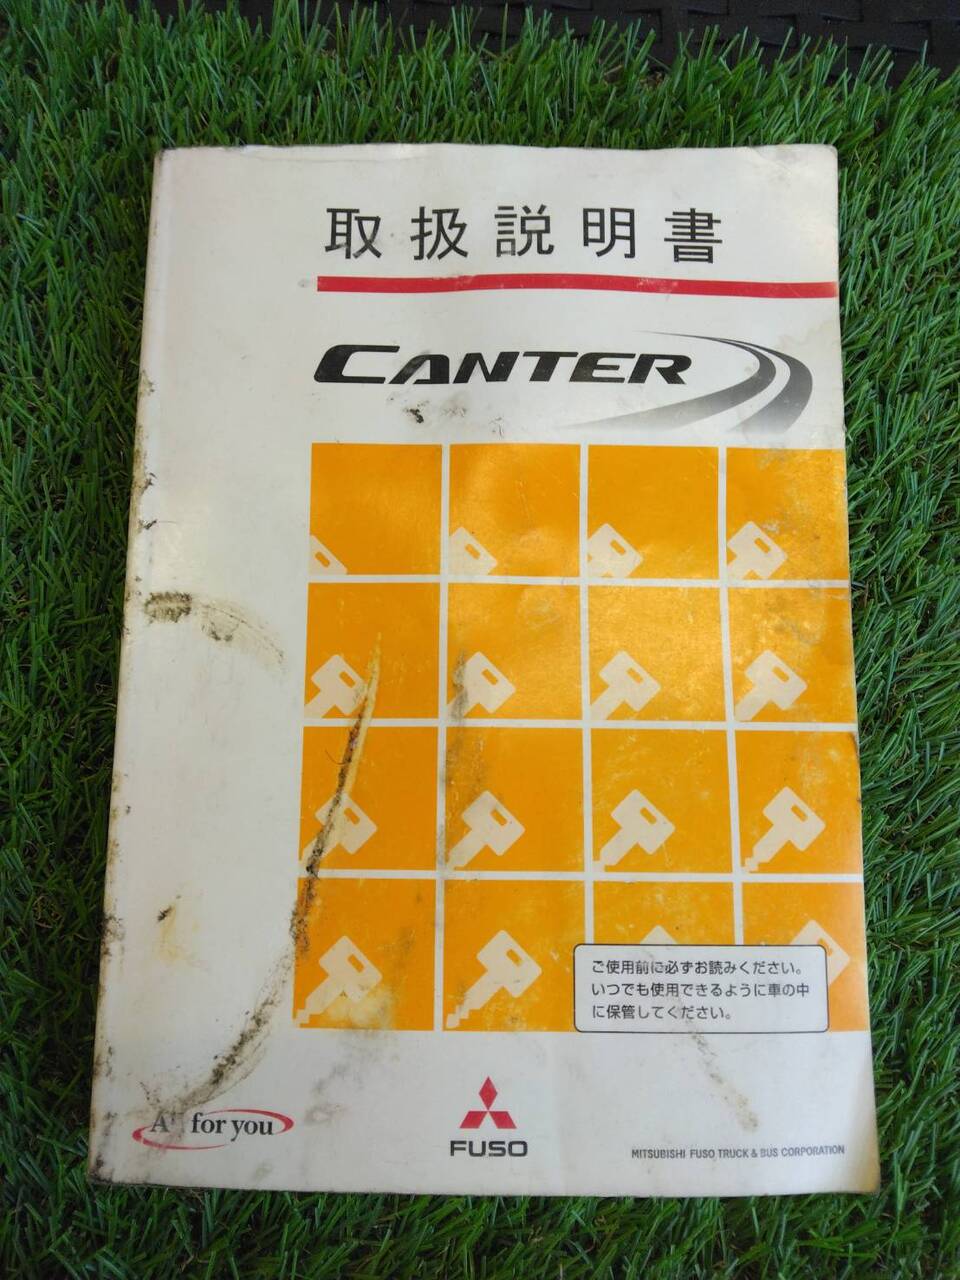 取扱説明書
CANTER
ご使用前に必ずお読みください。
いつでも使用できるように車の中
に保管してください。
for you
FUSO
MITSUBISHI FUSO TRUCK & BUS CORPORATION